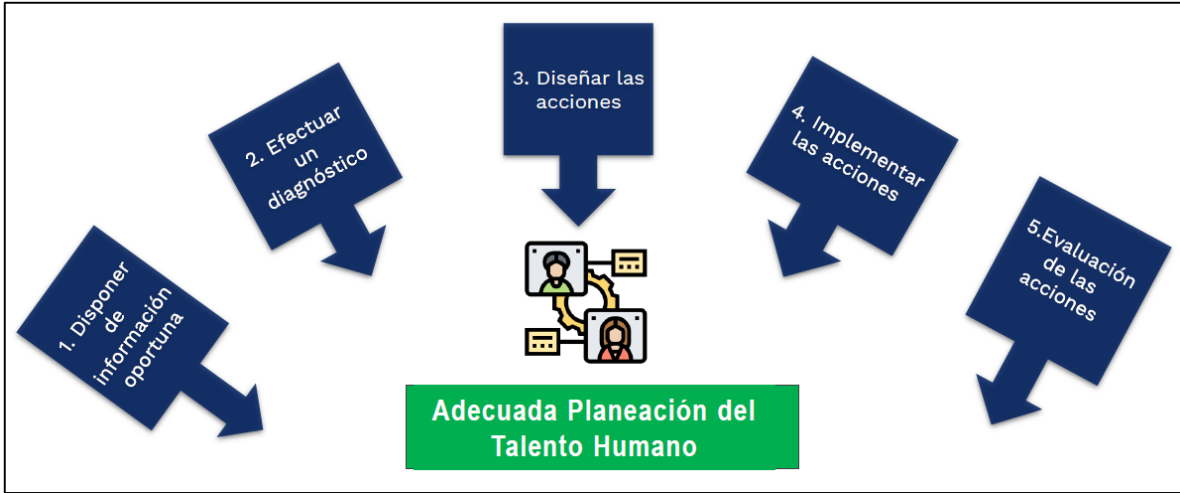 1. Disponer
de
información
oportuna
2. Efectuar
un
diagnóstico
3. Diseñar las
acciones
4. Implementar
las acciones
5.Evaluación
de las
acciones
Adecuada Planeación del
Talento Humano